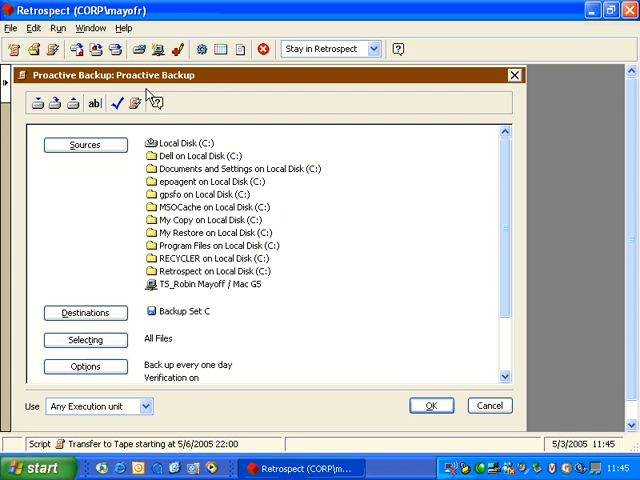 Retrospect (CORP\mayofr)
File Edit Run Manage Window Help
Stay in Retrospect
Proactive Backup: Proactive Backup
ab|
Sources
Local Disk (C:)
Dell on Local Disk (C:)
Documents and Settings on Local Disk (C:)
epoagent on Local Disk (C:)
gpsfo on Local Disk (C:)
MSOCache on Local Disk (C:)
My Copy on Local Disk (C:)
My Restore on Local Disk (C:)
Program Files on Local Disk (C:)
RECYCLER on Local Disk (C:)
Retrospect on Local Disk (C:)
TS_Robin Mayoff / Mac G5
Destinations
Backup Set C
Selecting
All Files
Options
Back up every one day
Verification on
Use Any Execution unit
OK Cancel
Script Transfer to Tape starting at 5/6/2005 22:00
5/3/2005 11:45
start
Retrospect (CORP\m...
11:45